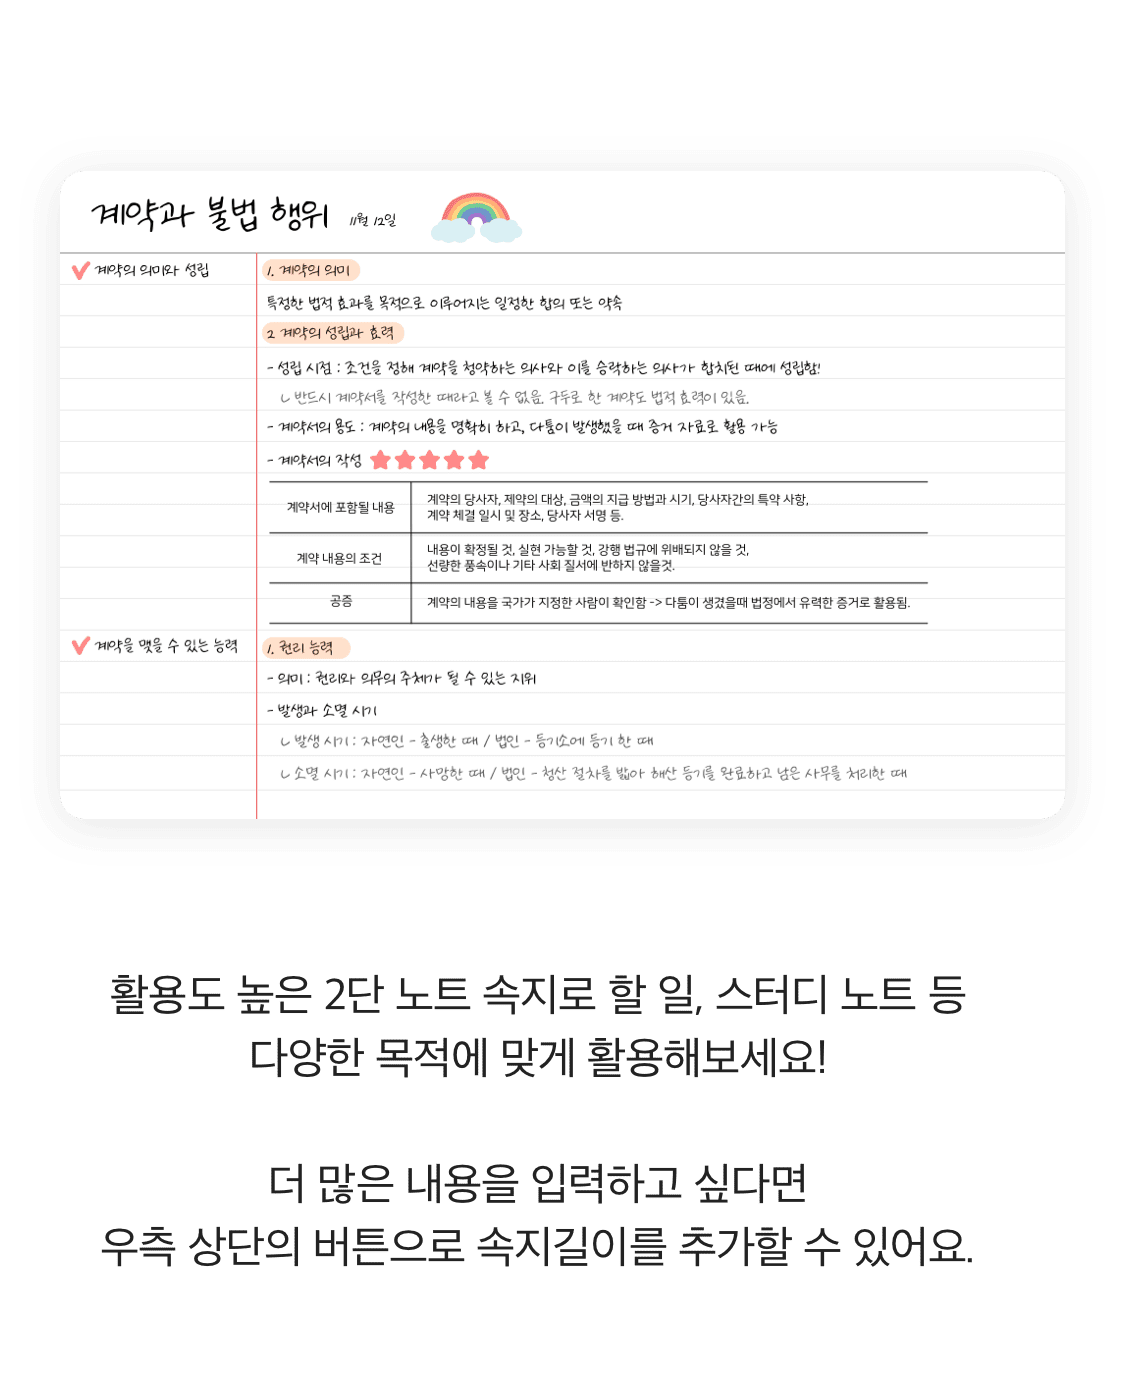 계약과 불법 행위 11월 12일
계약의 의미와 성립
1. 계약의 의미
특정한 법적 효과를 목적으로 이루어지는 일정한 합의 또는 약속
2 계약의 성립과 효력
- 성립 시점 : 조건을 정해 계약을 청약하는 의사와 이를 승락하는 의사가 합치된 때에 성립함!
ㄴ 반드시 계약서를 작성한 때라고 볼 수 없음. 구두로 한 계약도 법적 효력이 있음.
- 계약서의 용도 : 계약의 내용을 명확히 하고, 다툼이 발생했을 때 증거 자료로 활용 가능
- 계약서의 작성
계약서에 포함될 내용
계약의 당사자, 제약의 대상, 금액의 지급 방법과 시기, 당사자간의 특약 사항,
계약 체결 일시 및 장소, 당사자 서명 등.
계약 내용의 조건
내용이 확정될 것, 실현 가능할 것, 강행 법규에 위배되지 않을 것,
선량한 풍속이나 기타 사회 질서에 반하지 않을것.
공증
계약의 내용을 국가가 지정한 사람이 확인함 -> 다툼이 생겼을때 법정에서 유력한 증거로 활용됨.
계약을 맺을 수 있는 능력
1. 권리 능력
- 의미 : 권리와 의무의 주체가 될 수 있는 지위
- 발생과 소멸 시기
ㄴ 발생 시기 : 자연인 - 출생한 때 / 법인 - 등기소에 등기 한 때
ㄴ 소멸 시기 : 자연인 - 사망한 때 / 법인 - 청산 절차를 밟아 해산 등기를 완료하고 남은 사무를 처리한 때
활용도 높은 2단 노트 속지로 할 일, 스터디 노트 등
다양한 목적에 맞게 활용해보세요!
더 많은 내용을 입력하고 싶다면
우측 상단의 버튼으로 속지길이를 추가할 수 있어요.